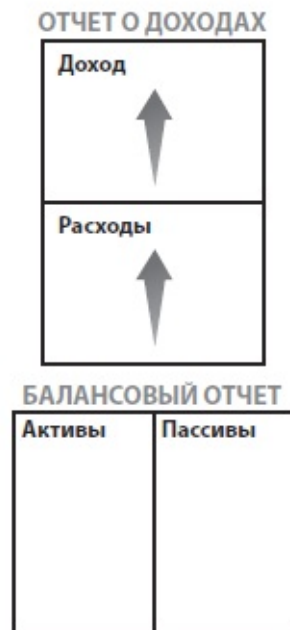 ОТЧЕТ О ДОХОДАХ
Доход
Расходы
БАЛАНСОВЫЙ ОТЧЕТ
Активы
Пассивы